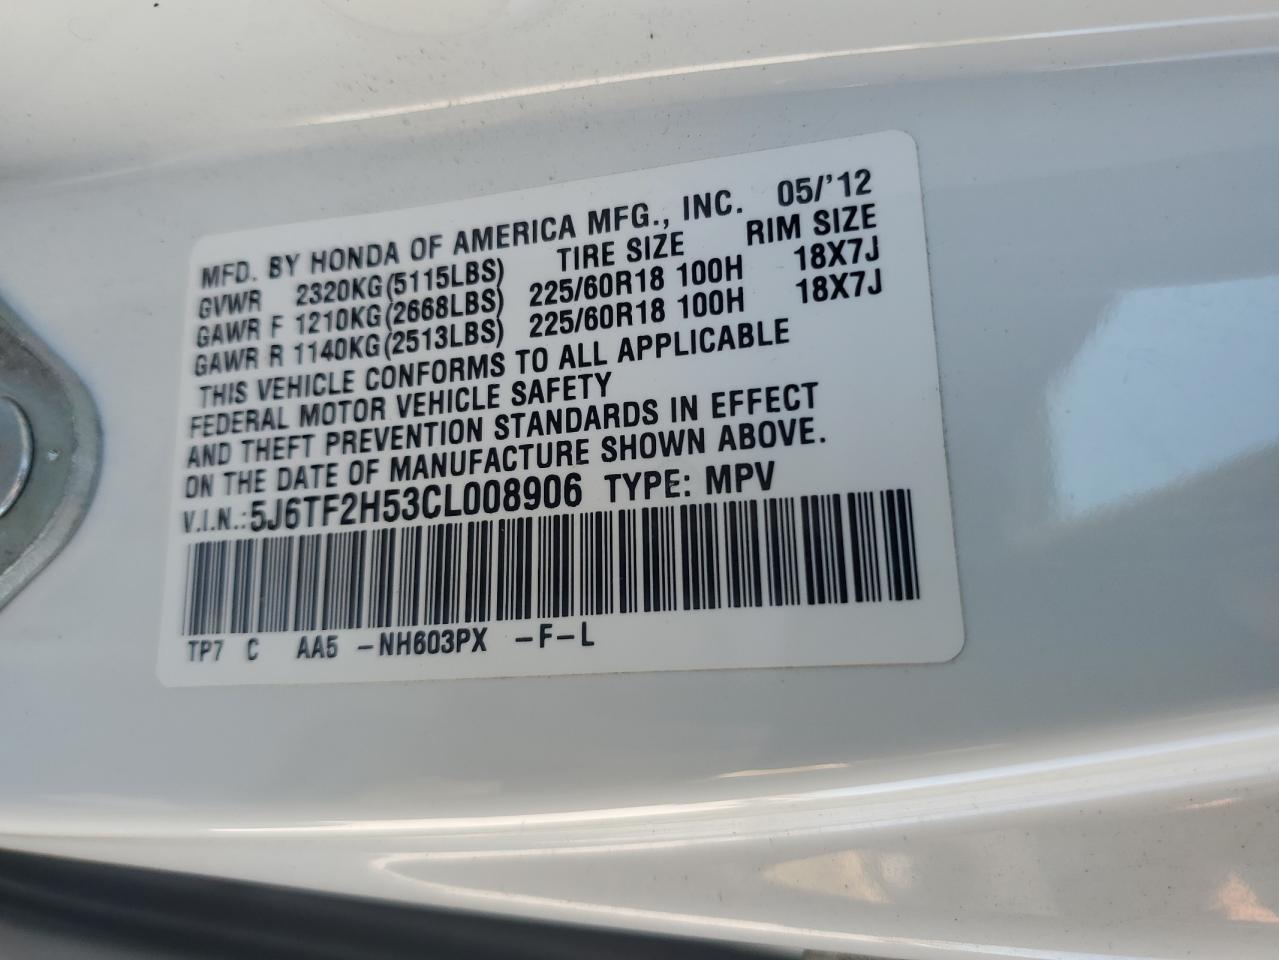 MFD. BY HONDA OF AMERICA MFG., INC. 05/'12
GVWR 2320KG(5115LBS) TIRE SIZE RIM SIZE
GAWR F 1210KG(2668LBS) 225/60R18 100H 18X7J
GAWR R 1140KG(2513LBS) 225/60R18 100H 18X7J
THIS VEHICLE CONFORMS TO ALL APPLICABLE
FEDERAL MOTOR VEHICLE SAFETY
AND THEFT PREVENTION STANDARDS IN EFFECT
ON THE DATE OF MANUFACTURE SHOWN ABOVE.
V.I.N.:5J6TF2H53CL008906 TYPE: MPV
TP7 C AA5 -NH603PX -F-L